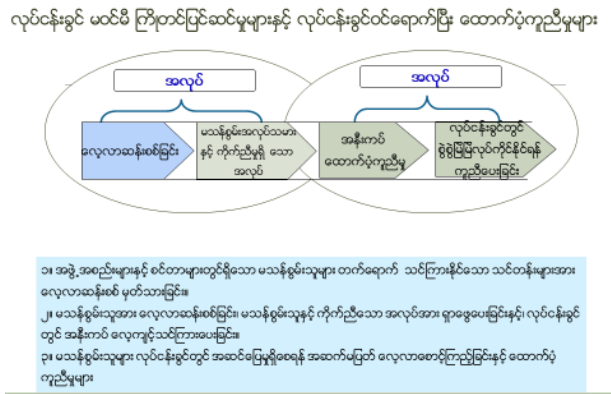 လုပ်ငန်းခွင် မဝင်မီ ကြိုတင်ပြင်ဆင်မှုများနှင့် လုပ်ငန်းခွင်ဝင်ရောက်ပြီး ထောက်ပံ့ကူညီမှုများ
အလုပ်
အလုပ်
လေ့လာဆန်းစစ်ခြင်း
မသန်စွမ်းအလုပ်သမား
နှင့် ကိုက်ညီမှုရှိ သော
အလုပ်
အနီးကပ်
ထောက်ပံ့ကူညီမှု
လုပ်ငန်းခွင်တွင်
စွဲစွဲမြဲမြဲလုပ်ကိုင်နိုင်ရန်
ကူညီပေးခြင်း
၁။ အဖွဲ့အစည်းများနှင့် စင်တာများတွင်ရှိသော မသန်စွမ်းသူများ တက်ရောက် သင်ကြားနိုင်သော သင်တန်းများအား
လေ့လာဆန်းစစ် မှတ်သားခြင်း။
၂။ မသန်စွမ်းသူအား လေ့လာဆန်းစစ်ခြင်း၊ မသန်စွမ်းသူနှင့် ကိုက်ညီသော အလုပ်အား ရှာဖွေပေးခြင်းနှင့်၊ လုပ်ငန်းခွင်
တွင် အနီးကပ် လေ့ကျင့်သင်ကြားပေးခြင်း။
၃။ မသန်စွမ်းသူများ လုပ်ငန်းခွင်တွင် အဆင်ပြေမှုရှိစေရန် အဆက်မပြတ် လေ့လာစောင့်ကြည့်ခြင်းနှင့် ထောက်ပံ့
ကူညီမှုများ